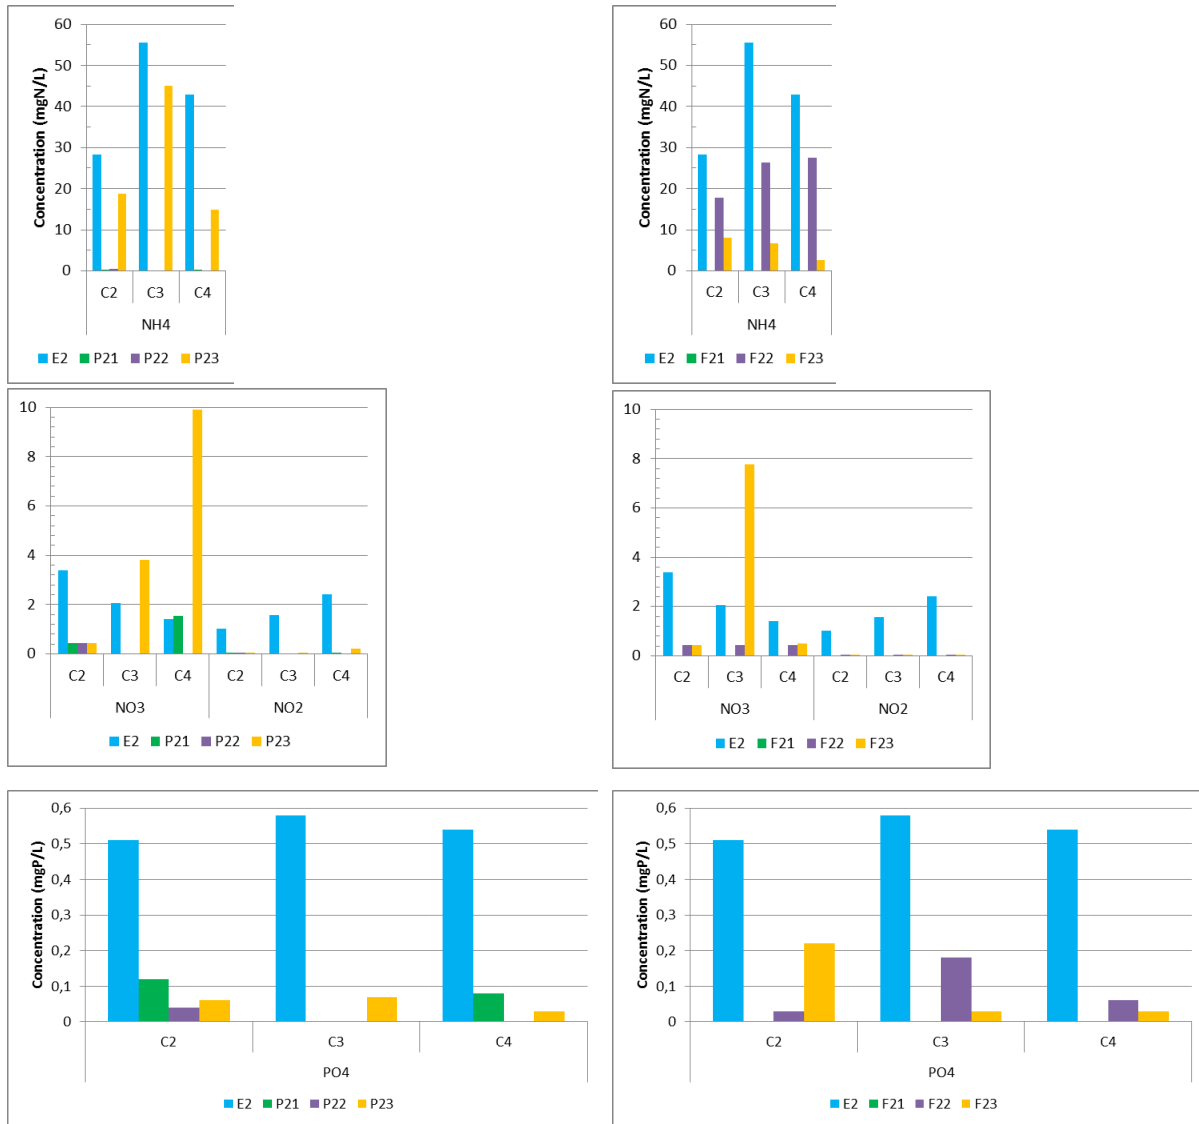 Concentration (mgN/L)
60
50
40
30
20
10
0
C2 C3 C4
NH4
E2 P21 P22 P23
Concentration (mgN/L)
60
50
40
30
20
10
0
C2 C3 C4
NH4
E2 F21 F22 F23
10
8
6
4
2
0
C2 C3 C4 C2 C3 C4
NO3 NO2
E2 P21 P22 P23
10
8
6
4
2
0
C2 C3 C4 C2 C3 C4
NO3 NO2
E2 F21 F22 F23
Concentration (mgP/L)
0,6
0,5
0,4
0,3
0,2
0,1
0
C2 C3 C4
PO4
E2 P21 P22 P23
Concentration (mgP/L)
0,6
0,5
0,4
0,3
0,2
0,1
0
C2 C3 C4
PO4
E2 F21 F22 F23